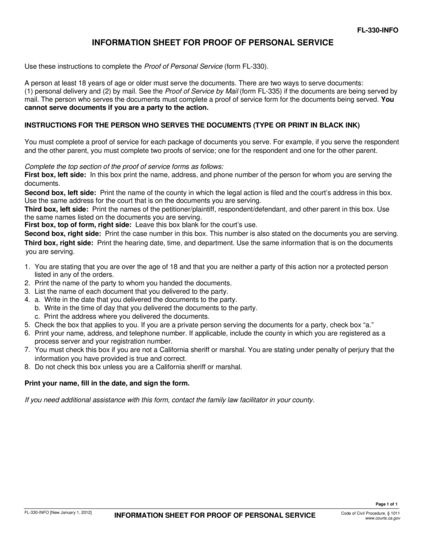 FL-330-INFO
INFORMATION SHEET FOR PROOF OF PERSONAL SERVICE
Use these instructions to complete the Proof of Personal Service (form FL-330).
A person at least 18 years of age or older must serve the documents. There are two ways to serve documents:
(1) personal delivery and (2) by mail. See the Proof of Service by Mail (form FL-335) if the documents are being served by
mail. The person who serves the documents must complete a proof of service form for the documents being served. You
cannot serve documents if you are a party to the action.
INSTRUCTIONS FOR THE PERSON WHO SERVES THE DOCUMENTS (TYPE OR PRINT IN BLACK INK)
You must complete a proof of service for each package of documents you serve. For example, if you serve the respondent
and the other parent, you must complete two proofs of service; one for the respondent and one for the other parent.
Complete the top section of the proof of service forms as follows:
First box, left side: In this box print the name, address, and phone number of the person for whom you are serving the
documents.
Second box, left side: Print the name of the county in which the legal action is filed and the court's address in this box.
Use the same address for the court that is on the documents you are serving.
Third box, left side: Print the names of the petitioner/plaintiff, respondent/defendant, and other parent in this box. Use
the same names listed on the documents you are serving.
First box, top of form, right side: Leave this box blank for the court's use.
Second box, right side: Print the case number in this box. This number is also stated on the documents you are serving.
Third box, right side: Print the hearing date, time, and department. Use the same information that is on the documents
you are serving.
1. You are stating that you are over the age of 18 and that you are neither a party of this action nor a protected person
listed in any of the orders.
2. Print the name of the party to whom you handed the documents.
3. List the name of each document that you delivered to the party.
4. a. Write in the date that you delivered the documents to the party.
b. Write in the time of day that you delivered the documents to the party.
c. Print the address where you delivered the documents.
5. Check the box that applies to you. If you are a private person serving the documents for a party, check box "a."
6. Print your name, address, and telephone number. If applicable, include the county in which you are registered as a
process server and your registration number.
7. You must check this box if you are not a California sheriff or marshal. You are stating under penalty of perjury that the
information you have provided is true and correct.
8. Do not check this box unless you are a California sheriff or marshal.
Print your name, fill in the date, and sign the form.
If you need additional assistance with this form, contact the family law facilitator in your county.
Page 1 of 1
FL-330-INFO [New January 1, 2012]
INFORMATION SHEET FOR PROOF OF PERSONAL SERVICE
Code of Civil Procedure, § 1011
www.courts.ca.gov